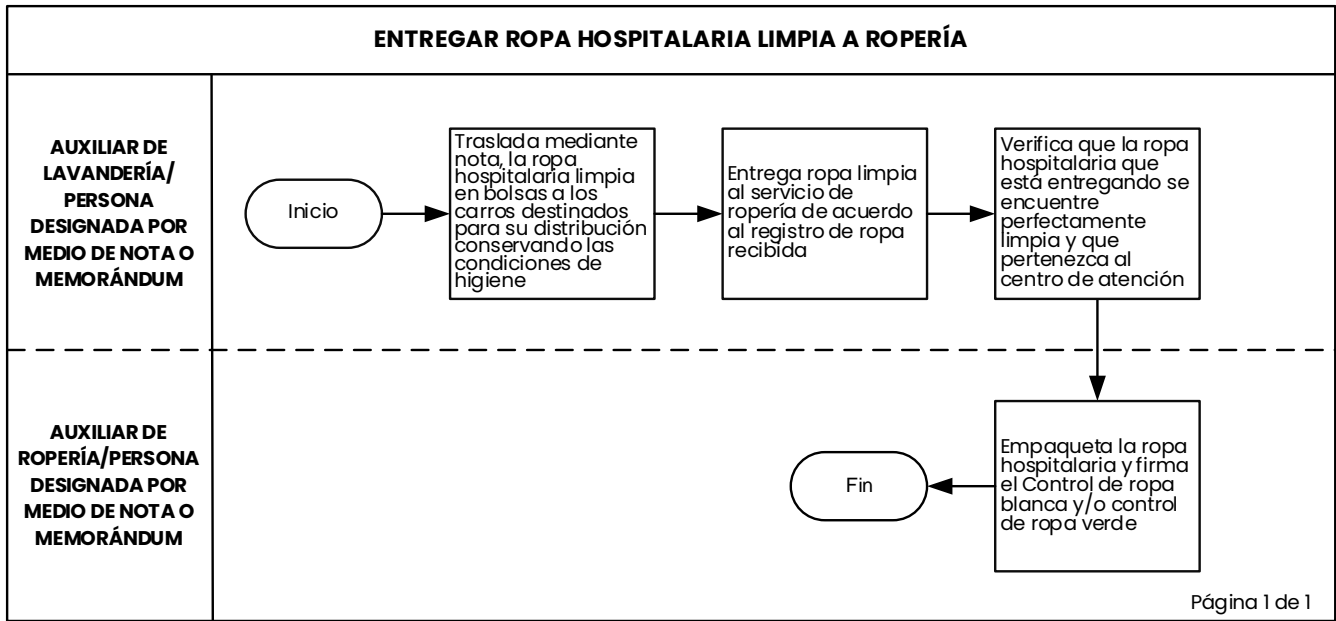 ENTREGAR ROPA HOSPITALARIA LIMPIA A ROPERÍA
AUXILIAR DE
LAVANDERÍA/
PERSONA
DESIGNADA POR
MEDIO DE NOTA O
MEMORÁNDUM
Inicio
Traslada mediante
nota, la ropa
hospitalaria limpia
en bolsas a los
carros destinados
para su distribución
conservando las
condiciones de
higiene
Entrega ropa limpia
al servicio de
ropería de acuerdo
al registro de ropa
recibida
Verifica que la ropa
hospitalaria que
está entregando se
encuentre
perfectamente
limpia y que
pertenezca al
centro de atención
AUXILIAR DE
ROPERÍA/PERSONA
DESIGNADA POR
MEDIO DE NOTA O
MEMORÁNDUM
Fin
Empaqueta la ropa
hospitalaria y firma
el Control de ropa
blanca y/o control
de ropa verde
Página 1 de 1